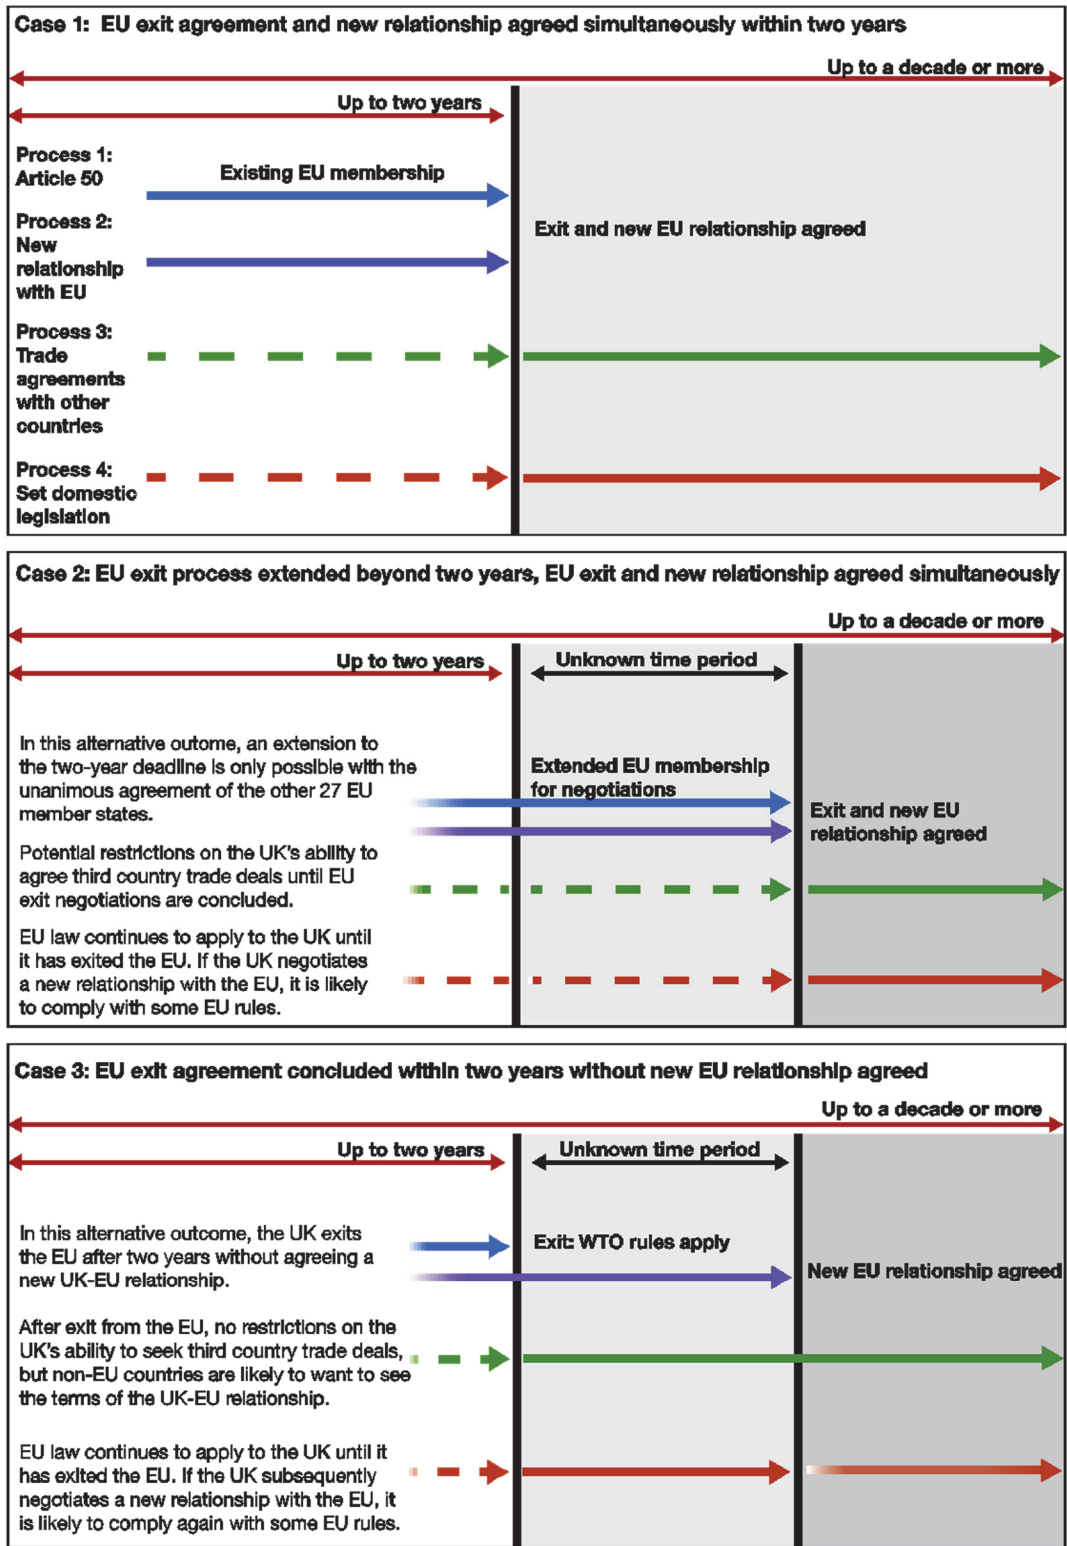 Case 1: EU exit agreement and new relationship agreed simultaneously within two years
Up to a decade or more
Up to two years
Process 1:
Article 50
Existing EU membership
Process 2:
New
relationship
with EU
Exit and new EU relationship agreed
Process 3:
Trade
agreements
with other
countries
Process 4:
Set domestic
legislation
Case 2: EU exit process extended beyond two years, EU exit and new relationship agreed simultaneously
Up to a decade or more
Up to two years
Unknown time period
In this alternative outome, an extension to
the two-year deadline is only possible with the
unanimous agreement of the other 27 EU
member states.
Extended EU membership
for negotiations
Exit and new EU
relationship agreed
Potential restrictions on the UK's ability to
agree third country trade deals until EU
exit negotiations are concluded.
EU law continues to apply to the UK until
it has exited the EU. If the UK negotiates
a new relationship with the EU, it is likely
to comply with some EU rules.
Case 3: EU exit agreement concluded within two years without new EU relationship agreed
Up to a decade or more
Up to two years
Unknown time period
In this alternative outcome, the UK exits
the EU after two years without agreeing a
new UK-EU relationship.
Exit: WTO rules apply
New EU relationship agreed
After exit from the EU, no restrictions on the
UK's ability to seek third country trade deals,
but non-EU countries are likely to want to see
the terms of the UK-EU relationship.
EU law continues to apply to the UK until it
has exited the EU. If the UK subsequently
negotiates a new relationship with the EU, it
is likely to comply again with some EU rules.